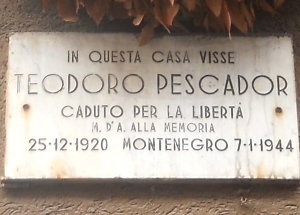 IN QUESTA CASA VISSE
TEODORO PESCADOR
CADUTO PER LA LIBERTÀ
M. D'A. ALLA MEMORIA
25-12-1920 MONTENEGRO 7-1-1944